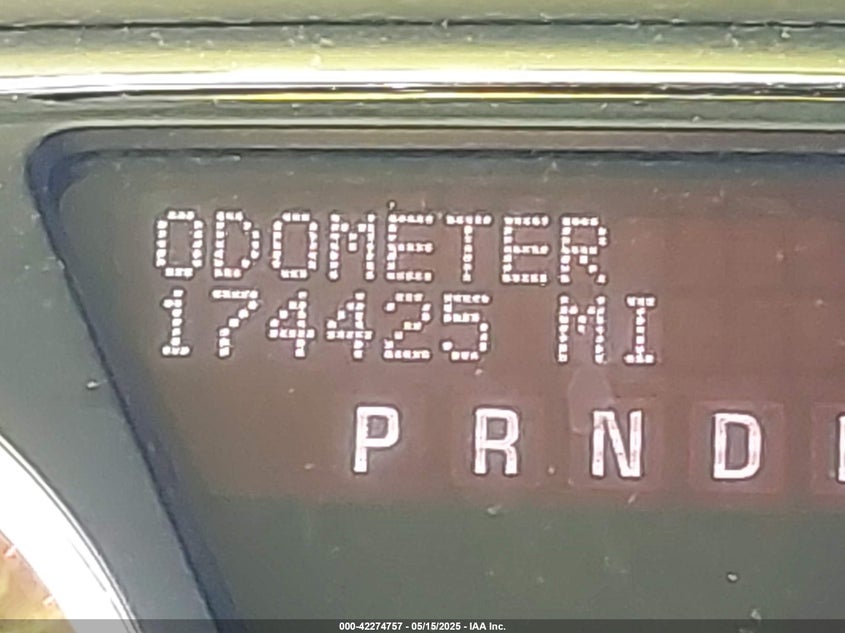 ODOMETER
174425 MI
P R N D
000-42274757 - 05/15/2025 - IAA Inc.